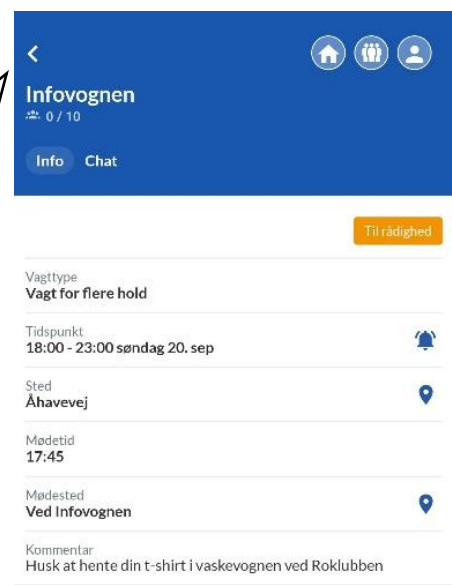 Infovognen
0 / 10
Info Chat
Til rådighed
Vagttype
Vagt for flere hold
Tidspunkt
18:00 - 23:00 søndag 20. sep
Sted
Åhavevej
Mødetid
17:45
Mødested
Ved Infovognen
Kommentar
Husk at hente din t-shirt i vaskevognen ved Roklubben